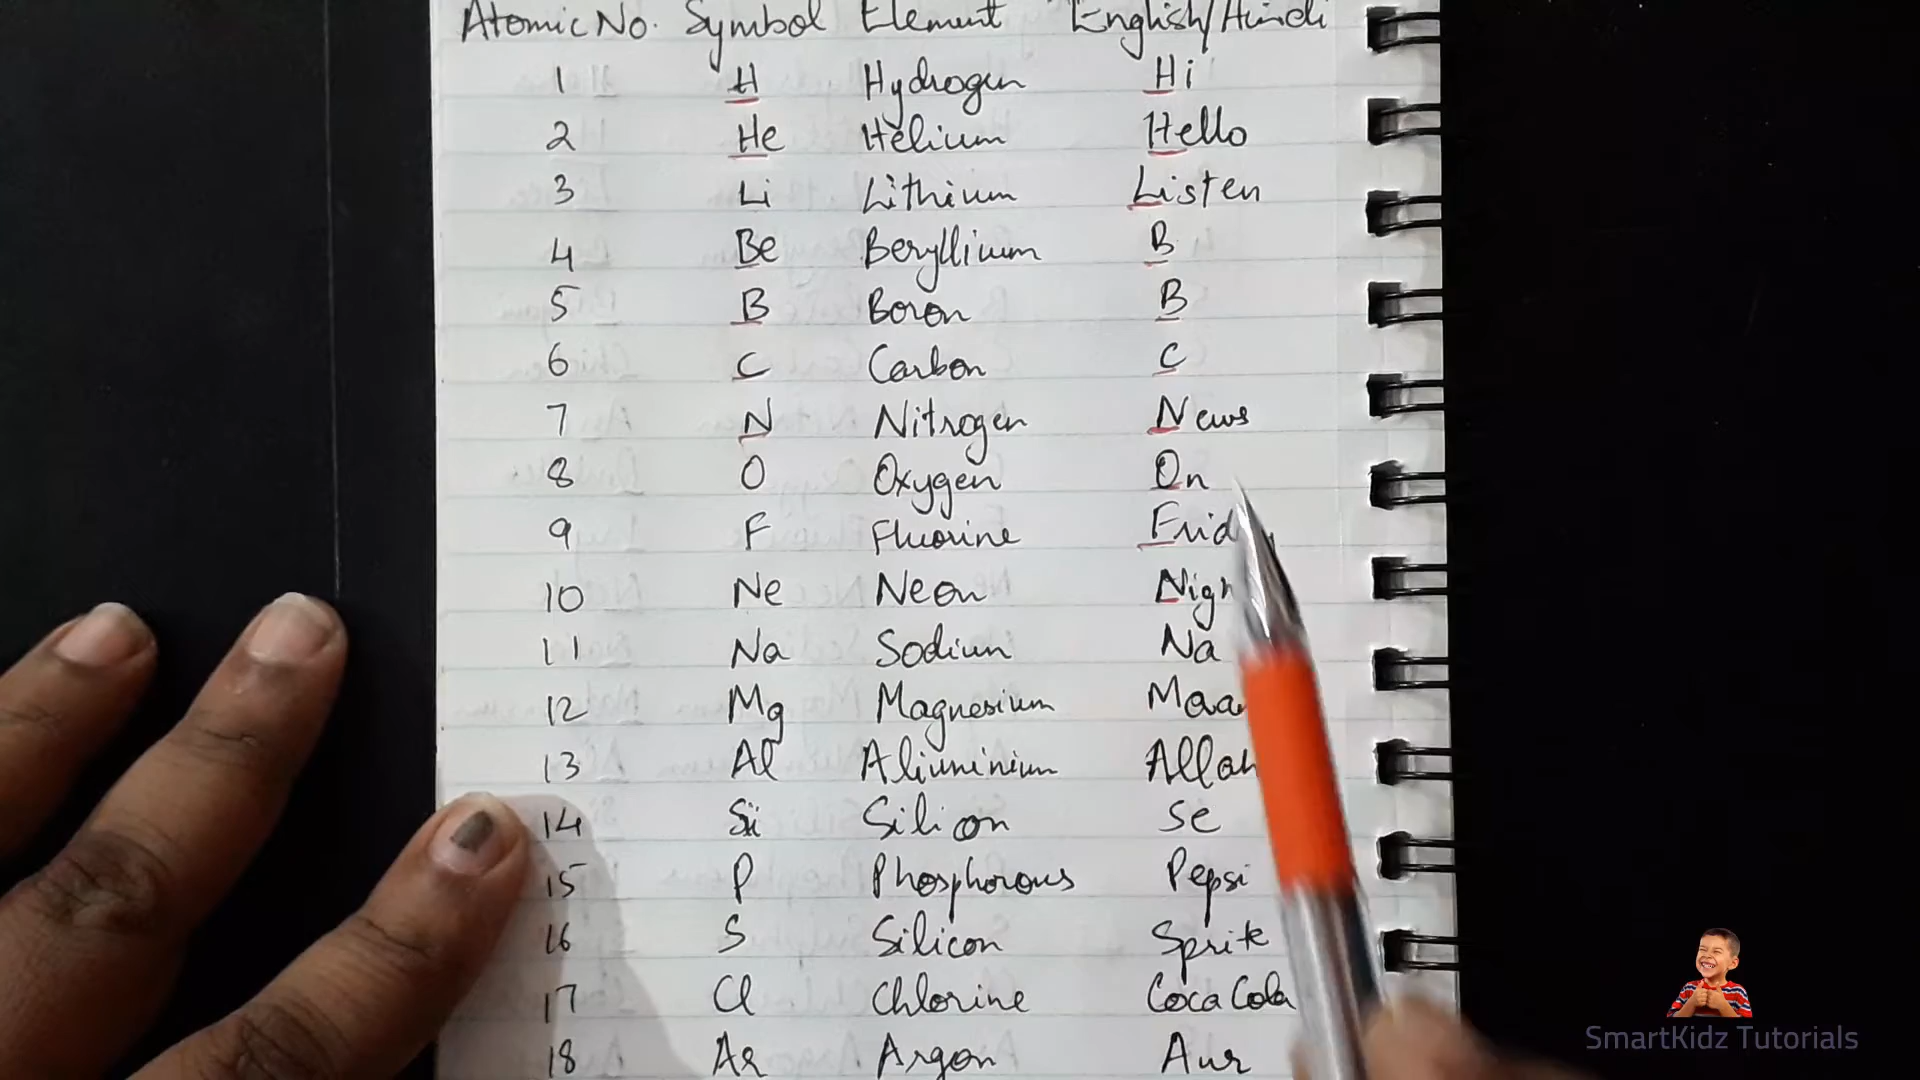 Atomic No. Symbol Element English/Hindi
1 H Hydrogen Hi
2 He Helium Hello
3 Li Lithium Listen
4 Be Beryllium B
5 B Boron B
6 C Carbon C
7 N Nitrogen News
8 O Oxygen On
9 F Fluorine
10 Ne Neon
11 Na Sodium Na
12 Mg Magnesium
13 Al Aliuminium Allah
14 Si Silicon Se
15 P Phosphorous Pepsi
16 S Silicon Sprite
17 Cl Chlorine Coca Cola
18 Ar Argon Aur
SmartKidz Tutorials